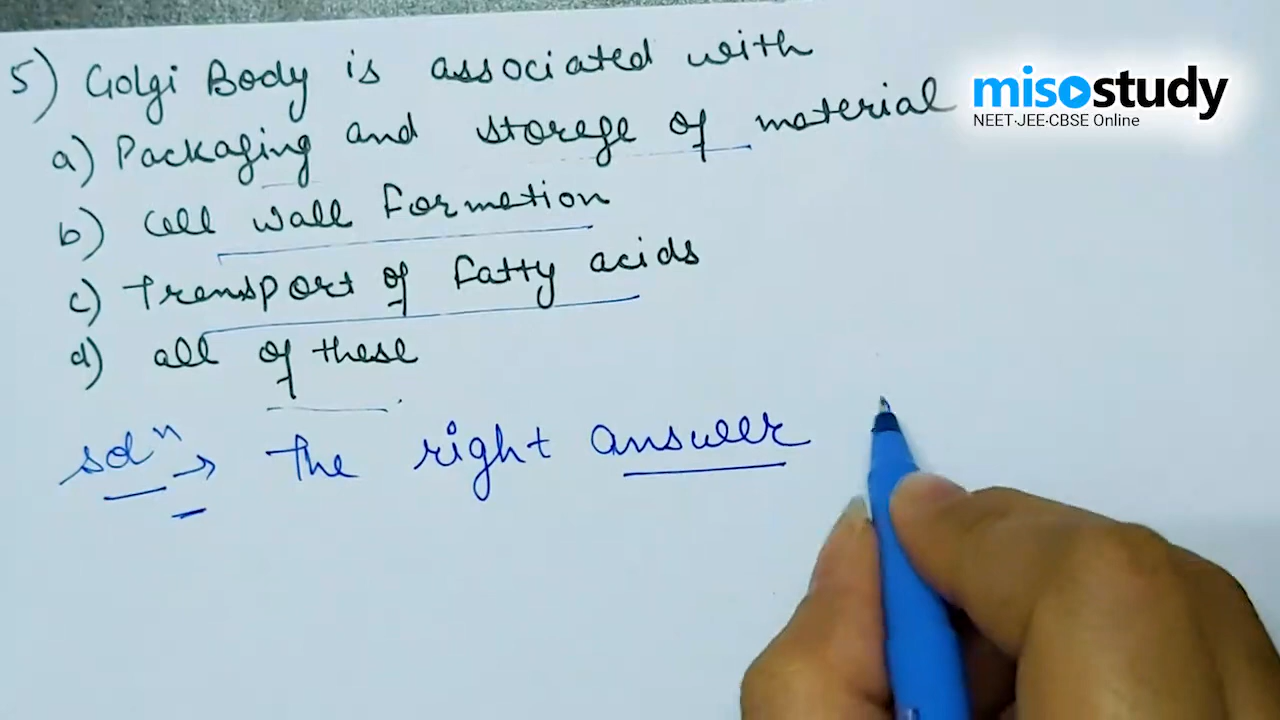 5) Golgi Body is associated with
a) Packaging and storage of material
b) Cell wall formation
c) Transport of fatty acids
d) all of these
solⁿ → The right answer
misostudy
NEET·JEE·CBSE Online